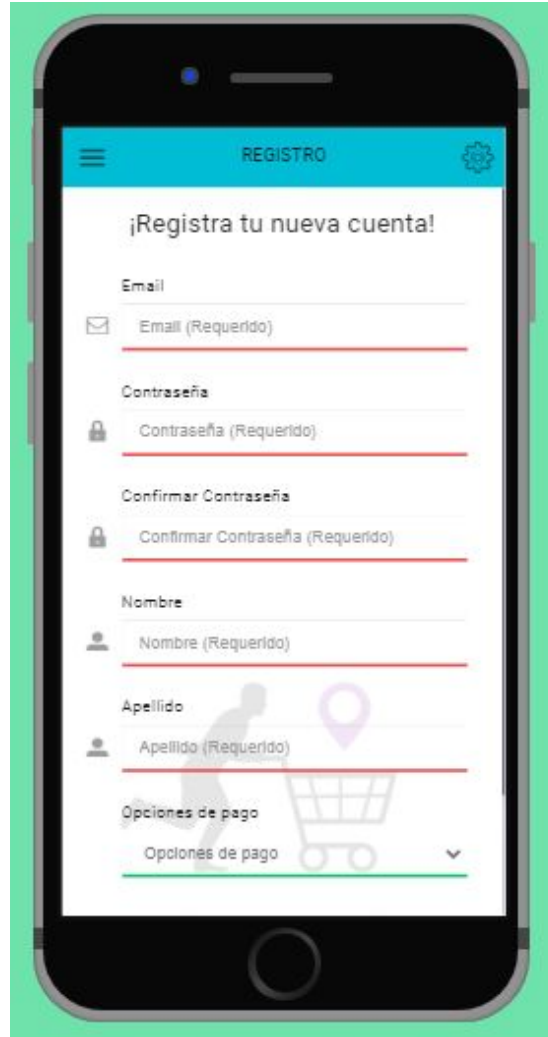 REGISTRO
¡Registra tu nueva cuenta!
Email
Email (Requerido)
Contraseña
Contraseña (Requerido)
Confirmar Contraseña
Confirmar Contraseña (Requerido)
Nombre
Nombre (Requerido)
Apellido
Apellido (Requerido)
Opciones de pago
Opciones de pago